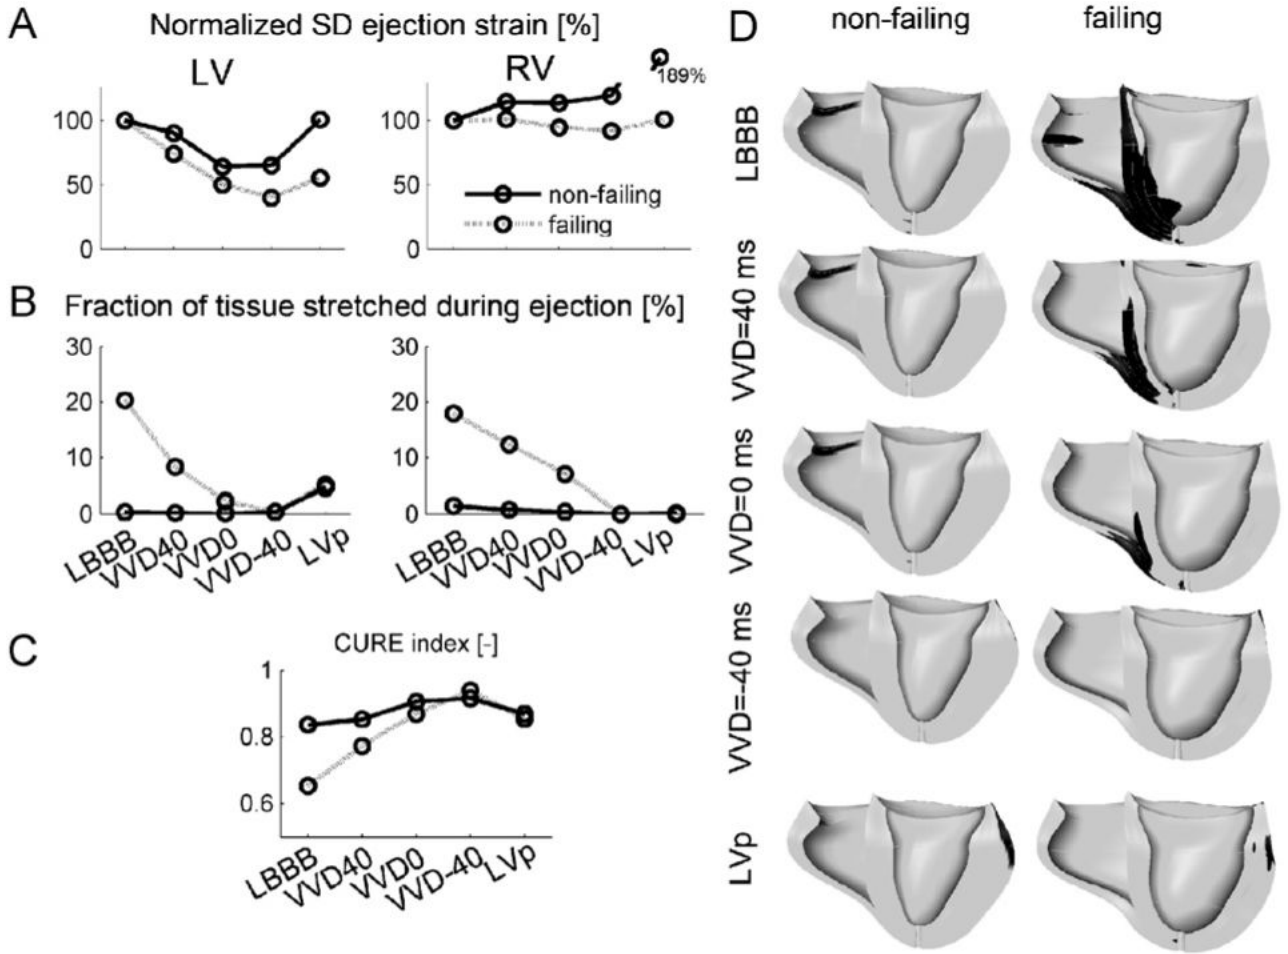 A
Normalized SD ejection strain [%]
LV
RV
189%
100
50
0
100
50
0
non-failing
failing
B
Fraction of tissue stretched during ejection [%]
30
20
10
0
30
20
10
0
LBBB
VVD40
VVD0
VVD-40
LVp
LBBB
VVD40
VVD0
VVD-40
LVp
C
CURE index [-]
1
0.8
0.6
LBBB
VVD40
VVD0
VVD-40
LVp
D
non-failing
failing
LBBB
VVD=40 ms
VVD=0 ms
VVD=-40 ms
LVp